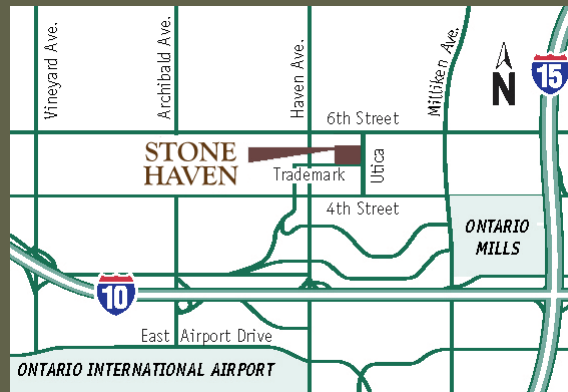 Vineyard Ave.
Archibald Ave.
Haven Ave.
Milliken Ave.
N
15
6th Street
STONE
HAVEN
Trademark
Utica
4th Street
ONTARIO
MILLS
10
East Airport Drive
ONTARIO INTERNATIONAL AIRPORT